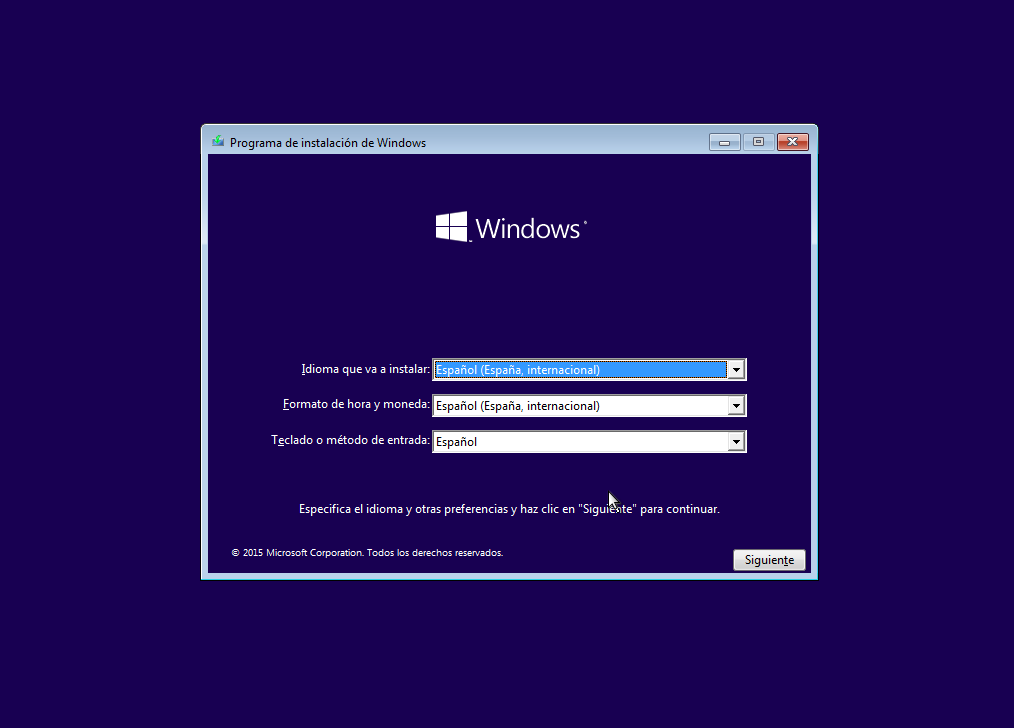 Programa de instalación de Windows
Windows
Idioma que va a instalar: Español (España, internacional)
Formato de hora y moneda: Español (España, internacional)
Teclado o método de entrada: Español
Especifica el idioma y otras preferencias y haz clic en "Siguiente" para continuar.
© 2015 Microsoft Corporation. Todos los derechos reservados.
Siguiente